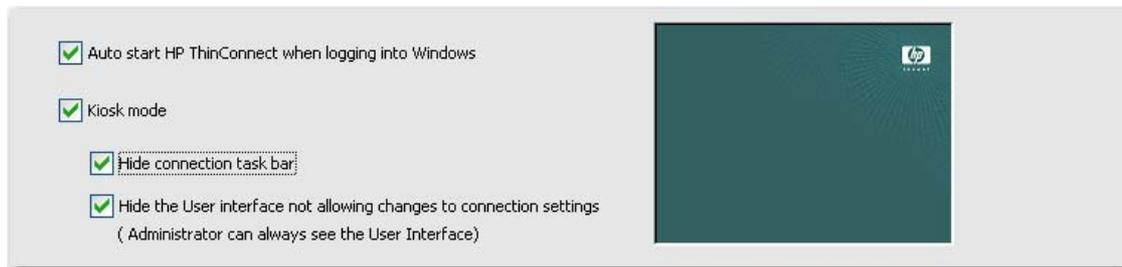 Auto start HP ThinConnect when logging into Windows
Kiosk mode
Hide connection task bar
Hide the User interface not allowing changes to connection settings
( Administrator can always see the User Interface)
hp